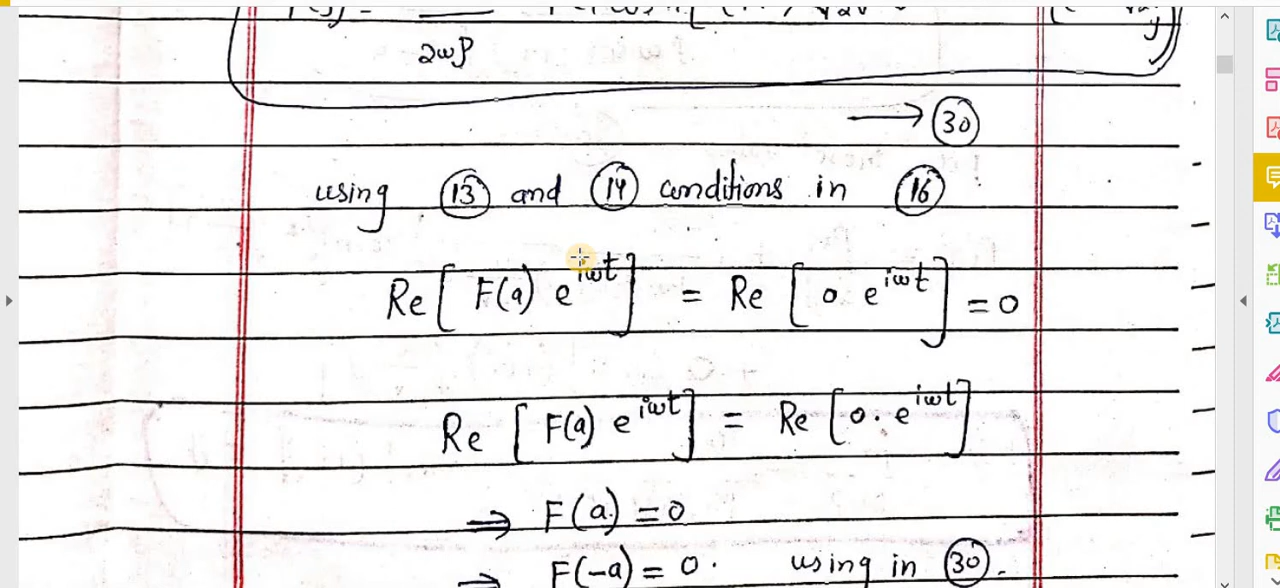 2ωρ
→ 30
using 13 and 14 conditions in 16
Re [ F(a) e^{iωt} ] = Re [ 0 e^{iωt} ] = 0
Re [ F(a) e^{iωt} ] = Re [ 0. e^{iωt} ]
⇒ F(a) = 0
⇒ F(-a) = 0. using in 30.